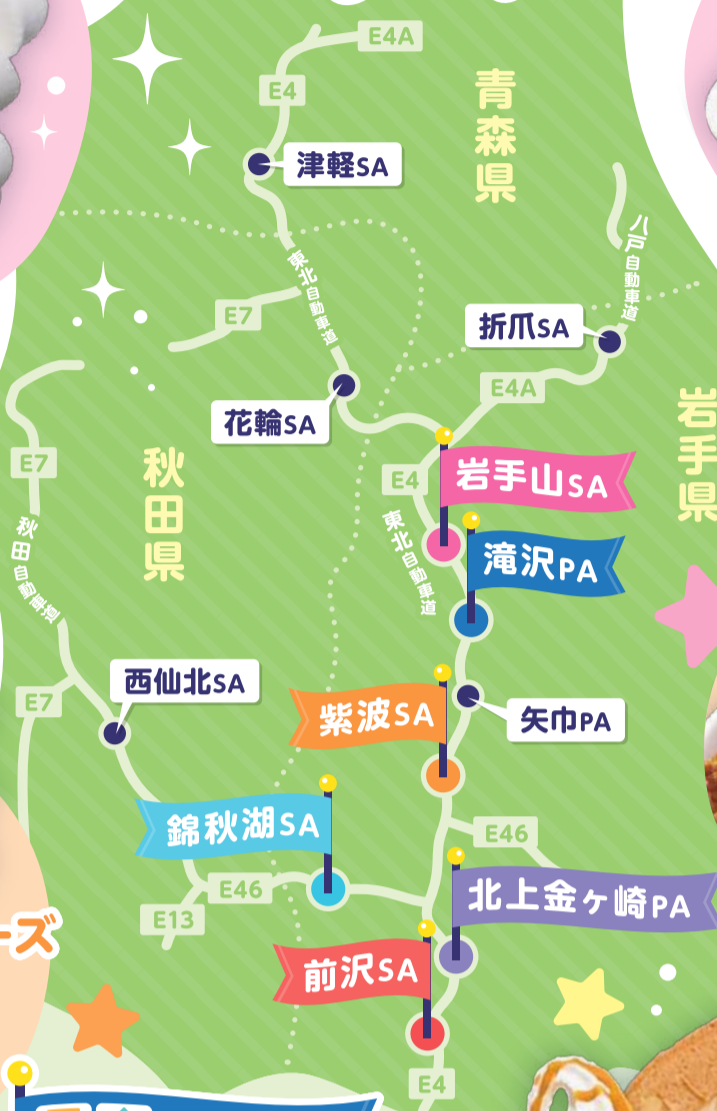 E4A
E4
青森県
津軽SA
八戸自動車道
東北自動車道
E7
折爪SA
E4A
花輪SA
岩手県
E7
秋田県
E4
岩手山SA
東北自動車道
滝沢PA
秋田自動車道
西仙北SA
E7
紫波SA
矢巾PA
錦秋湖SA
E46
E46
北上金ヶ崎PA
E13
ーズ
前沢SA
E4